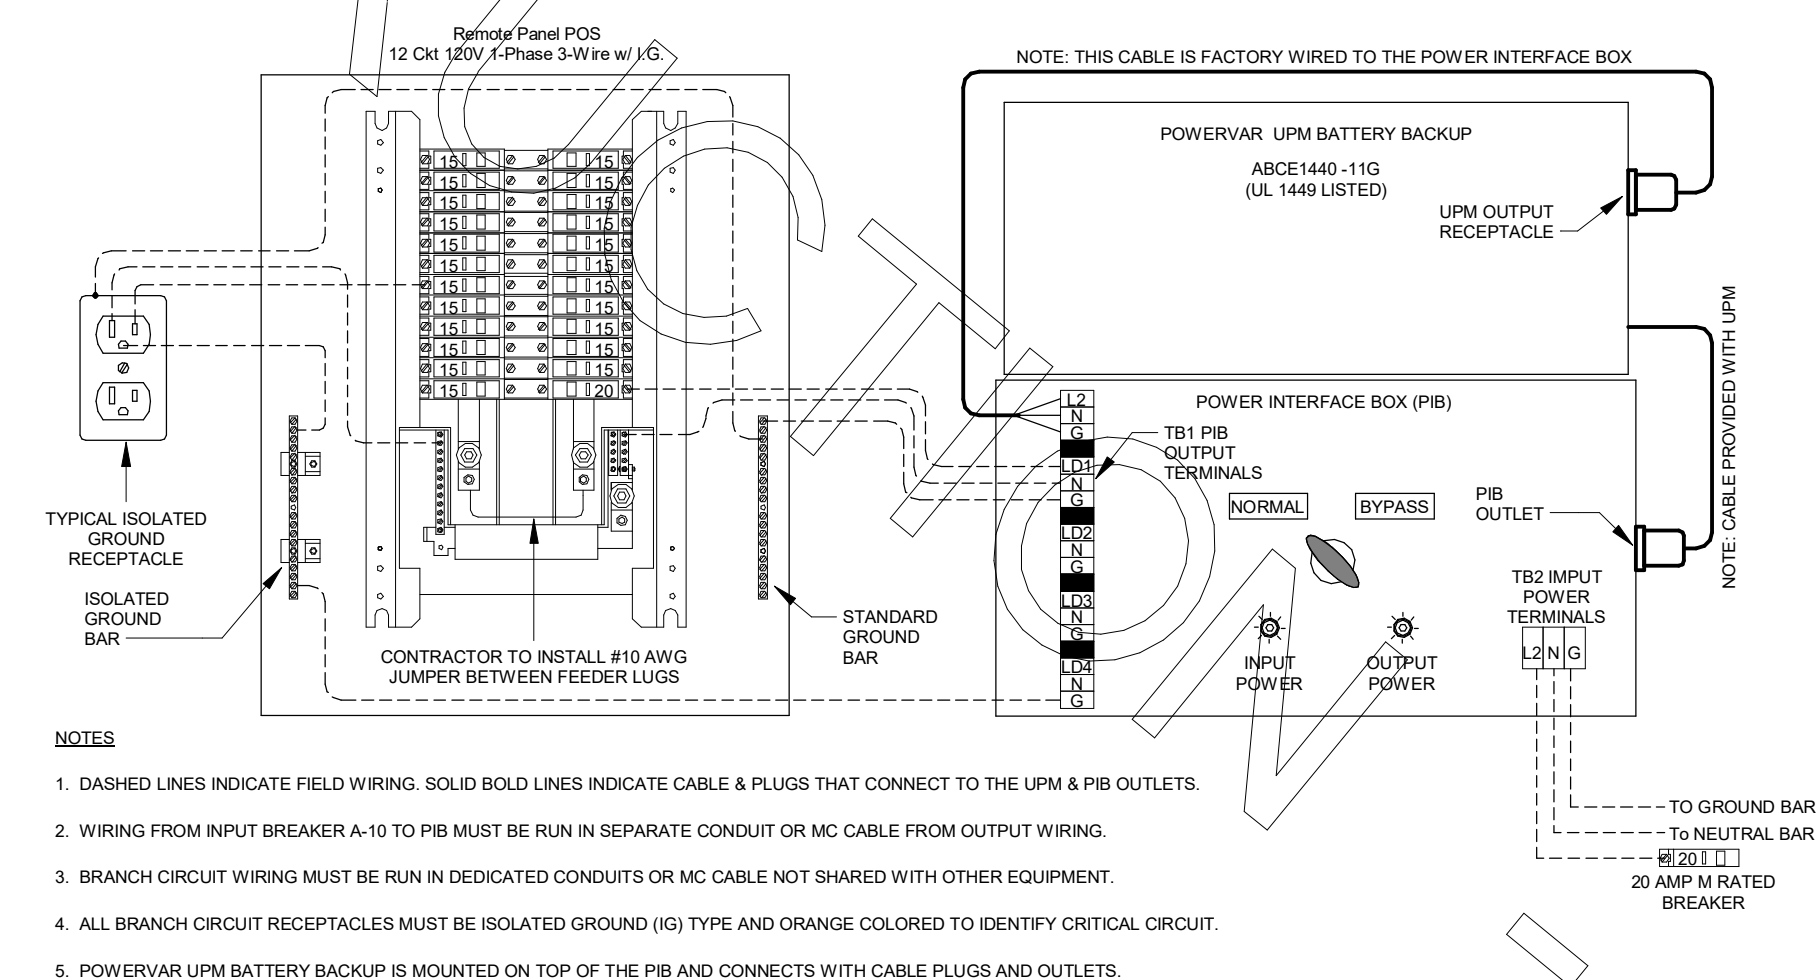 Remote Panel POS
12 Ckt 120V 1-Phase 3-Wire w/ I.G.
NOTE: THIS CABLE IS FACTORY WIRED TO THE POWER INTERFACE BOX
POWERVAR UPM BATTERY BACKUP
ABCE1440 -11G
(UL 1449 LISTED)
UPM OUTPUT
RECEPTACLE
NOTE: CABLE PROVIDED WITH UPM
15 15
15 15
15 15
15 15
15 15
15 15
15 15
15 15
15 15
15 15
15 15
15 20
TYPICAL ISOLATED
GROUND
RECEPTACLE
ISOLATED
GROUND
BAR
CONTRACTOR TO INSTALL #10 AWG
JUMPER BETWEEN FEEDER LUGS
STANDARD
GROUND
BAR
POWER INTERFACE BOX (PIB)
L2
N
G
LD1
N
G
LD2
N
G
LD3
N
G
LD4
N
G
TB1 PIB
OUTPUT
TERMINALS
NORMAL
BYPASS
PIB
OUTLET
INPUT
POWER
OUTPUT
POWER
TB2 IMPUT
POWER
TERMINALS
L2 N G
TO GROUND BAR
To NEUTRAL BAR
20
20 AMP M RATED
BREAKER
NOTES
1. DASHED LINES INDICATE FIELD WIRING. SOLID BOLD LINES INDICATE CABLE & PLUGS THAT CONNECT TO THE UPM & PIB OUTLETS.
2. WIRING FROM INPUT BREAKER A-10 TO PIB MUST BE RUN IN SEPARATE CONDUIT OR MC CABLE FROM OUTPUT WIRING.
3. BRANCH CIRCUIT WIRING MUST BE RUN IN DEDICATED CONDUITS OR MC CABLE NOT SHARED WITH OTHER EQUIPMENT.
4. ALL BRANCH CIRCUIT RECEPTACLES MUST BE ISOLATED GROUND (IG) TYPE AND ORANGE COLORED TO IDENTIFY CRITICAL CIRCUIT.
5. POWERVAR UPM BATTERY BACKUP IS MOUNTED ON TOP OF THE PIB AND CONNECTS WITH CABLE PLUGS AND OUTLETS.